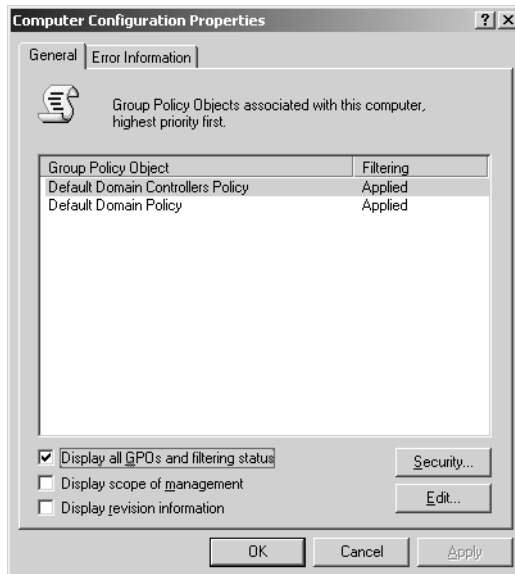 Computer Configuration Properties
General Error Information
Group Policy Objects associated with this computer,
highest priority first.
Group Policy Object Filtering
Default Domain Controllers Policy Applied
Default Domain Policy Applied
Display all GPOs and filtering status
Security...
Display scope of management
Edit...
Display revision information
OK Cancel Apply